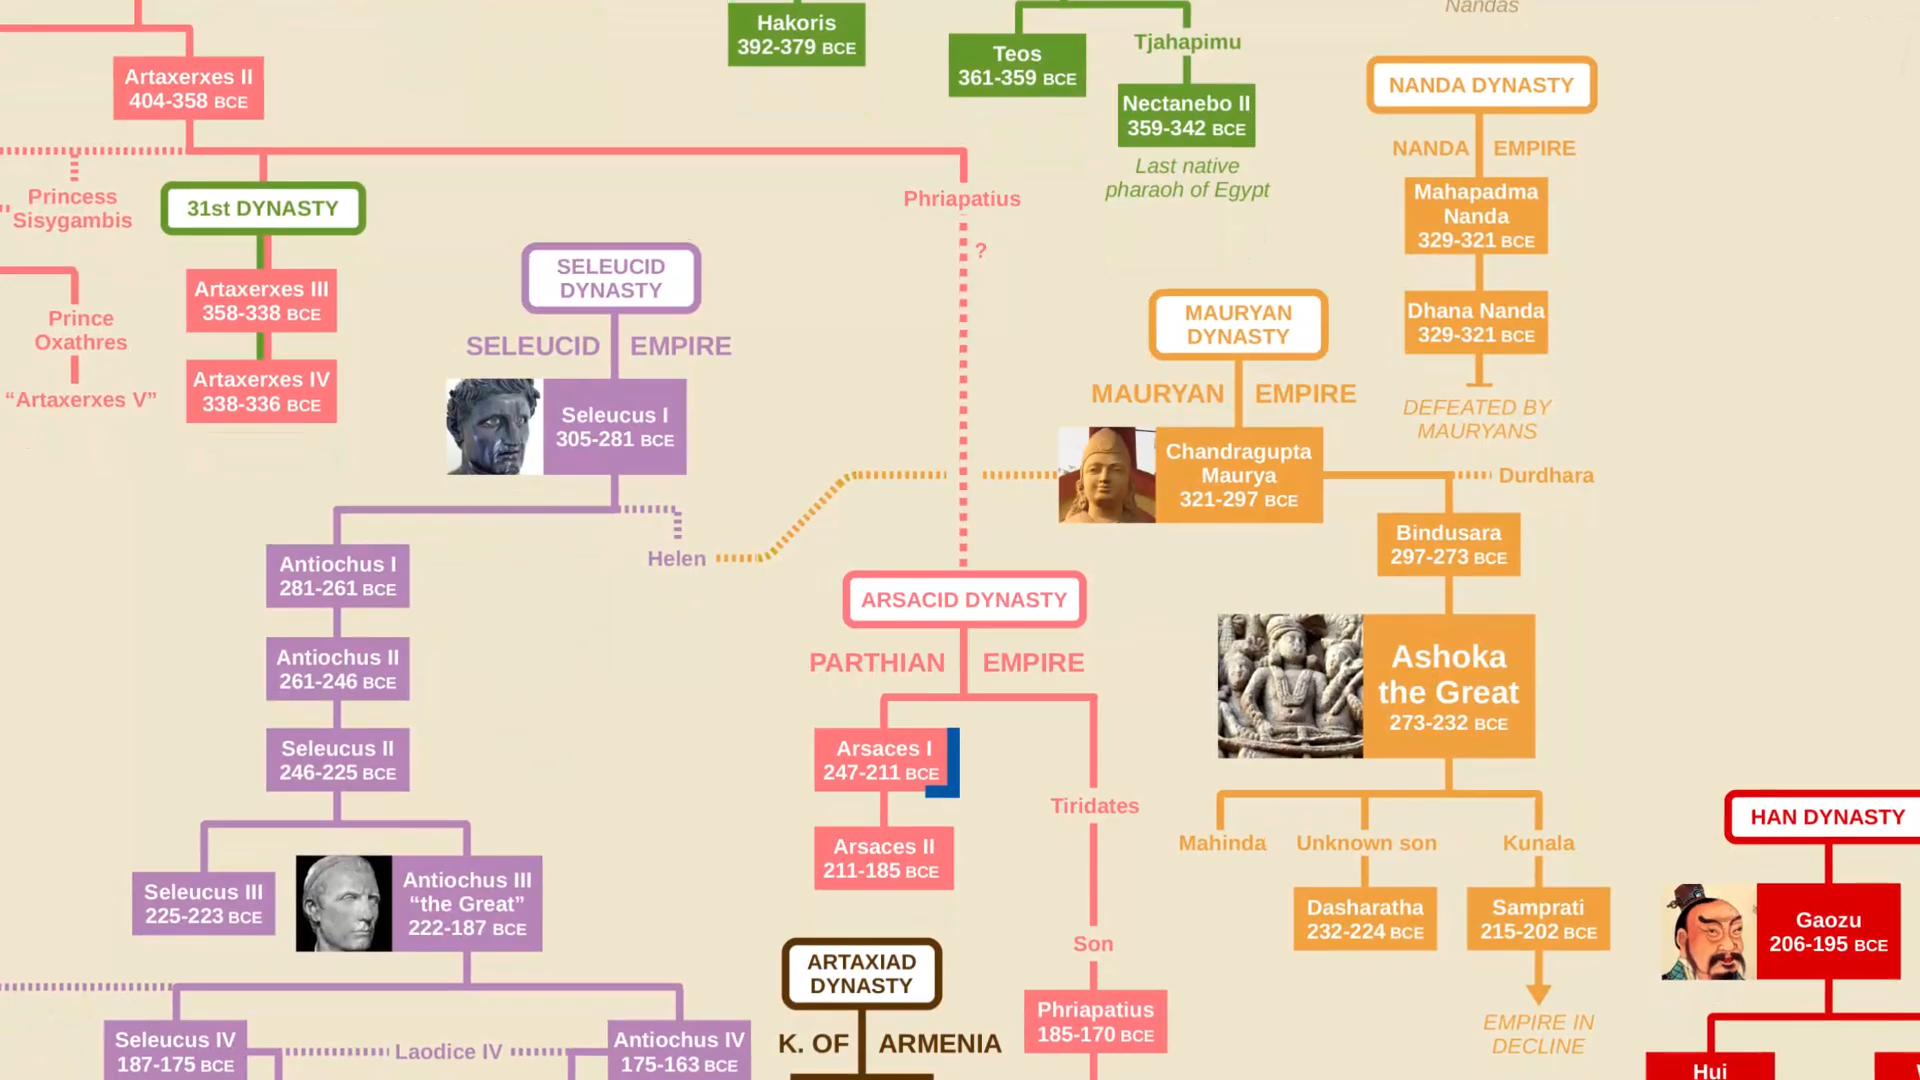 Nandas
Hakoris
392-379 BCE
Teos
361-359 BCE
Tjahapimu
Nectanebo II
359-342 BCE
Last native
pharaoh of Egypt
NANDA DYNASTY
NANDA EMPIRE
Mahapadma
Nanda
329-321 BCE
Dhana Nanda
329-321 BCE
DEFEATED BY
MAURYANS
Artaxerxes II
404-358 BCE
Princess
Sisygambis
31st DYNASTY
Artaxerxes III
358-338 BCE
Artaxerxes IV
338-336 BCE
Prince
Oxathres
“Artaxerxes V”
Phriapatius
?
SELEUCID
DYNASTY
SELEUCID EMPIRE
Seleucus I
305-281 BCE
Helen
Antiochus I
281-261 BCE
Antiochus II
261-246 BCE
Seleucus II
246-225 BCE
Seleucus III
225-223 BCE
Antiochus III
“the Great”
222-187 BCE
Seleucus IV
187-175 BCE
Laodice IV
Antiochus IV
175-163 BCE
MAURYAN
DYNASTY
MAURYAN EMPIRE
Chandragupta
Maurya
321-297 BCE
Durdhara
Bindusara
297-273 BCE
Ashoka
the Great
273-232 BCE
Mahinda
Unknown son
Kunala
Dasharatha
232-224 BCE
Samprati
215-202 BCE
EMPIRE IN
DECLINE
ARSACID DYNASTY
PARTHIAN EMPIRE
Arsaces I
247-211 BCE
Arsaces II
211-185 BCE
Tiridates
Son
Phriapatius
185-170 BCE
ARTAXIAD
DYNASTY
K. OF ARMENIA
HAN DYNASTY
Gaozu
206-195 BCE
Hui